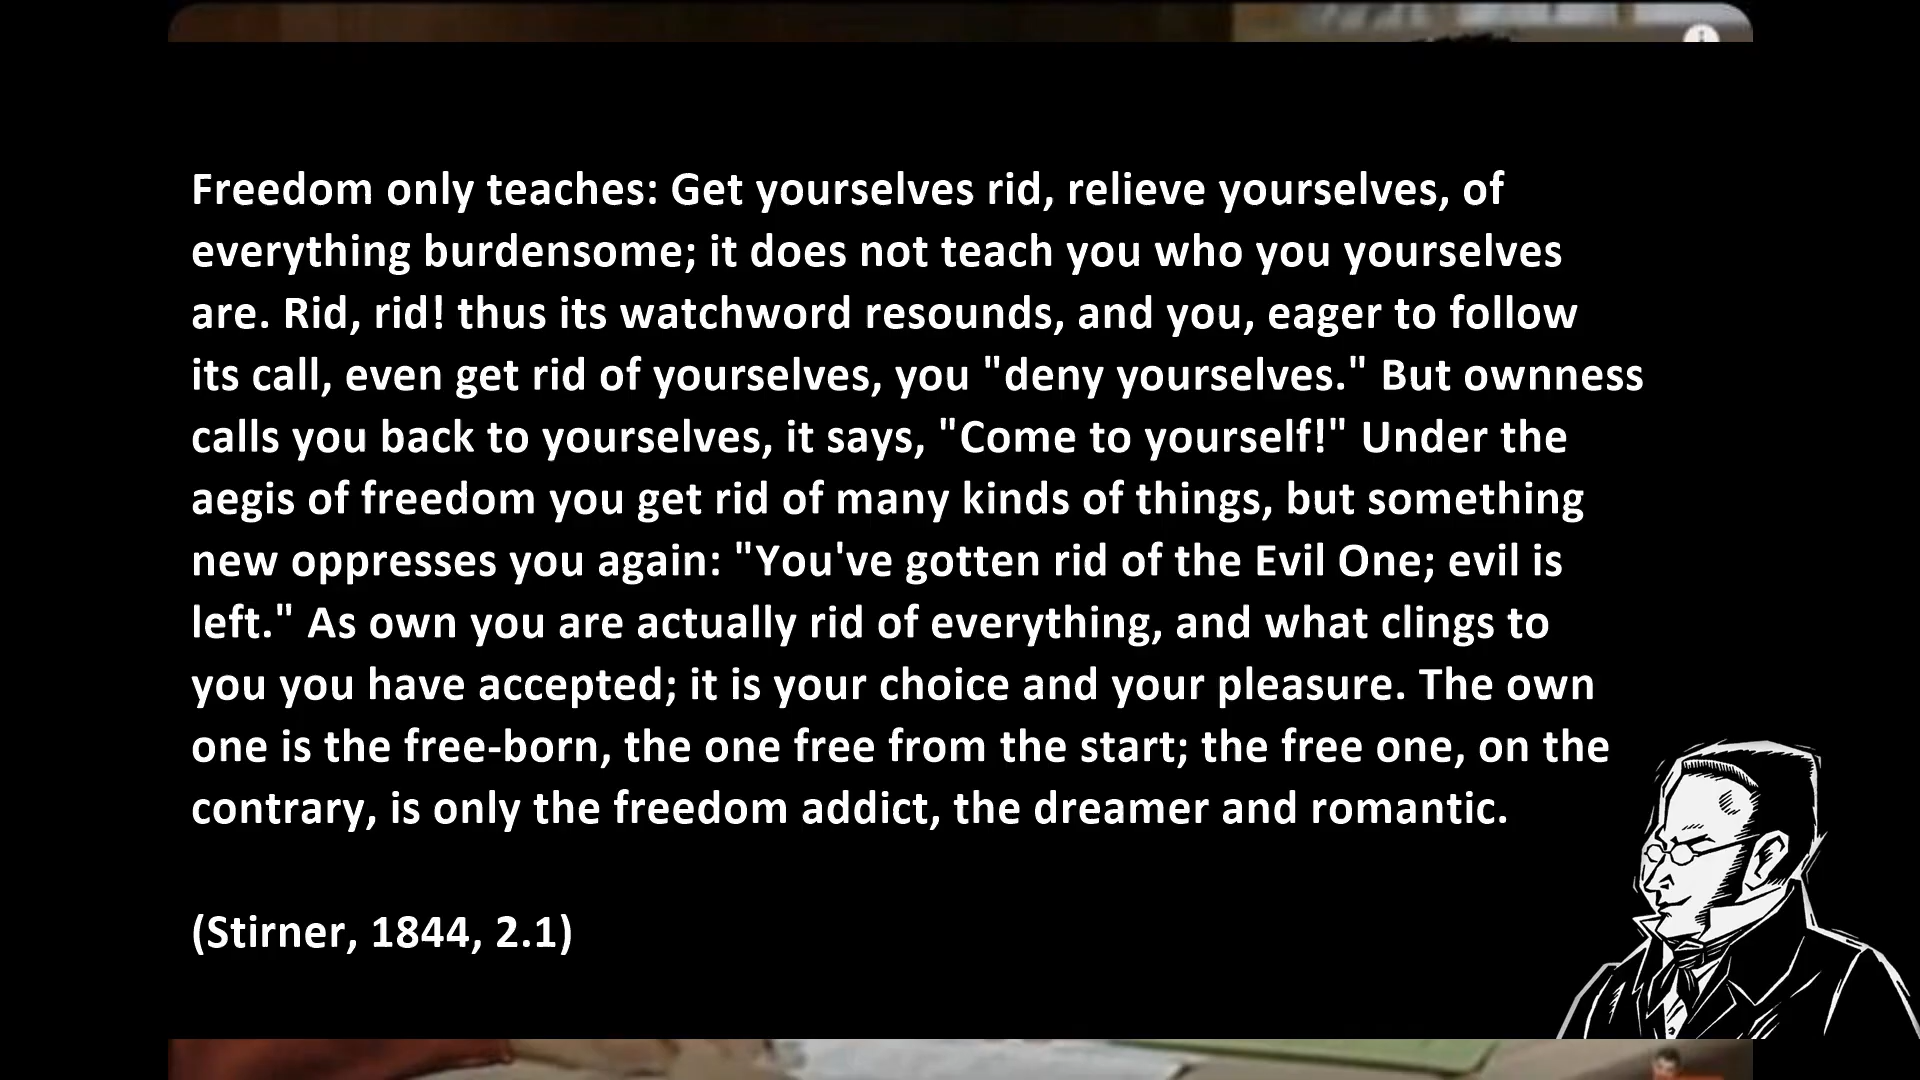 Freedom only teaches: Get yourselves rid, relieve yourselves, of
everything burdensome; it does not teach you who you yourselves
are. Rid, rid! thus its watchword resounds, and you, eager to follow
its call, even get rid of yourselves, you "deny yourselves." But ownness
calls you back to yourselves, it says, "Come to yourself!" Under the
aegis of freedom you get rid of many kinds of things, but something
new oppresses you again: "You've gotten rid of the Evil One; evil is
left." As own you are actually rid of everything, and what clings to
you you have accepted; it is your choice and your pleasure. The own
one is the free-born, the one free from the start; the free one, on the
contrary, is only the freedom addict, the dreamer and romantic.
(Stirner, 1844, 2.1)